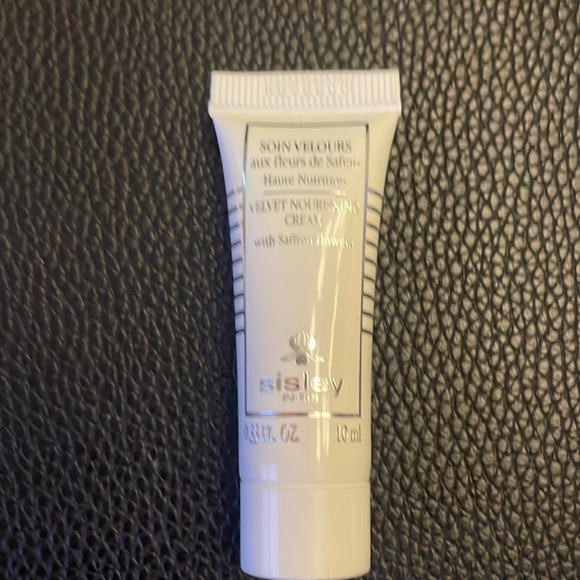 SOIN VELOURS
aux fleurs de Safran
Haute Nutrition
VELVET NOURISHING
CREAM
with Saffron flowers
sisley
PARIS
0.33 FL. OZ. 10 ml